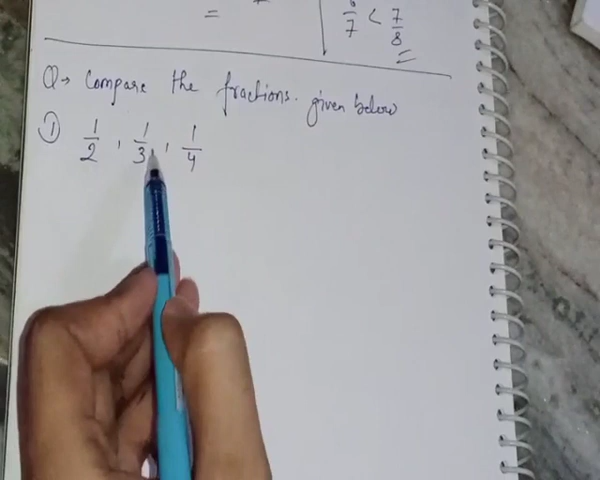 = 6/7 < 7/8
=
Q→ Compare the fractions. given below
① 1/2 , 1/3 , 1/4